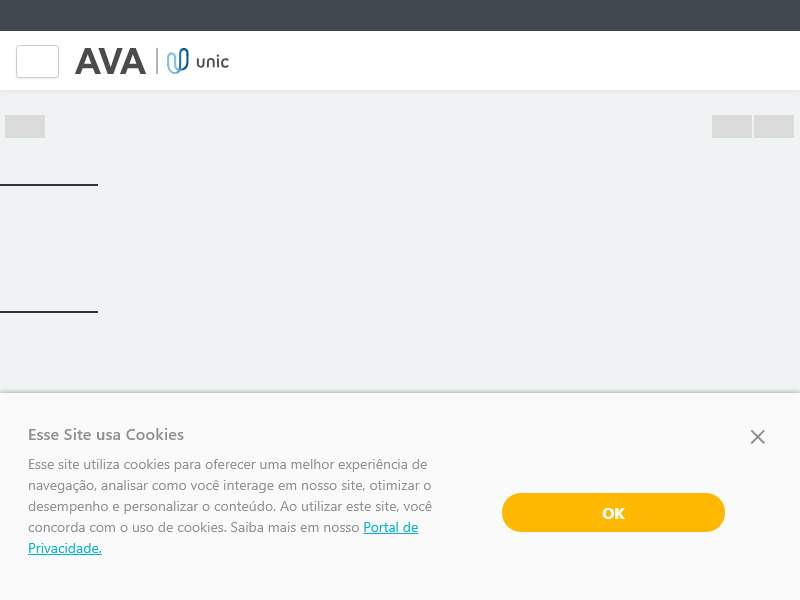 AVA unic
Esse Site usa Cookies
Esse site utiliza cookies para oferecer uma melhor experiência de
navegação, analisar como você interage em nosso site, otimizar o
desempenho e personalizar o conteúdo. Ao utilizar este site, você
concorda com o uso de cookies. Saiba mais em nosso Portal de
Privacidade.
OK